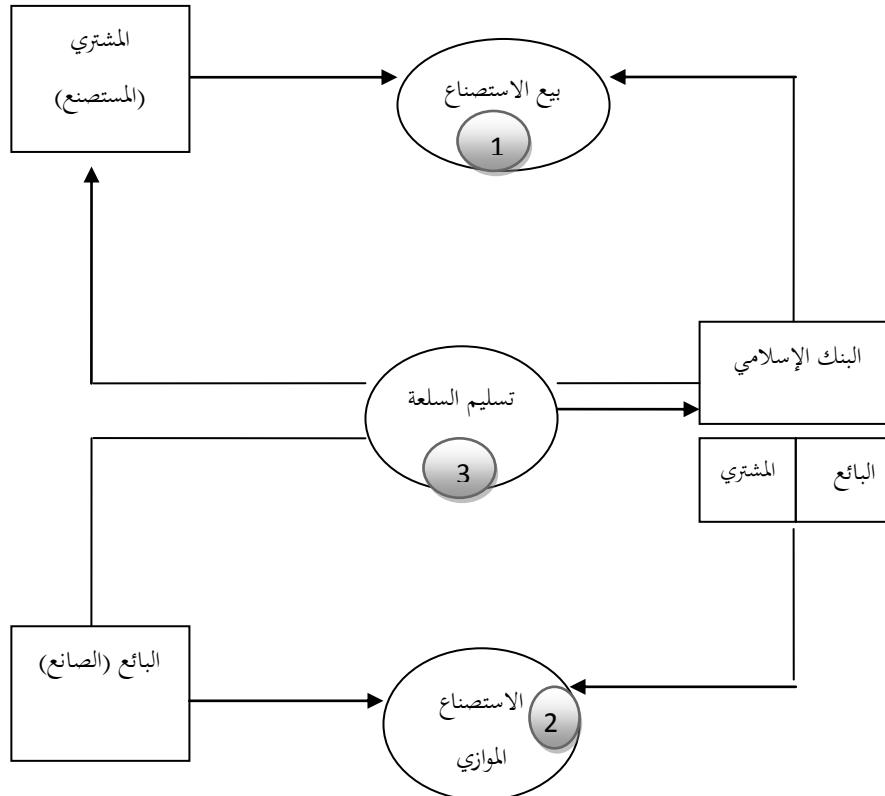 المشتري
(المستصنع)
بيع الاستصناع
1
البنك الإسلامي
تسليم السلعة
3
البائع
المشتري
البائع (الصانع)
الاستصناع
2
الموازي